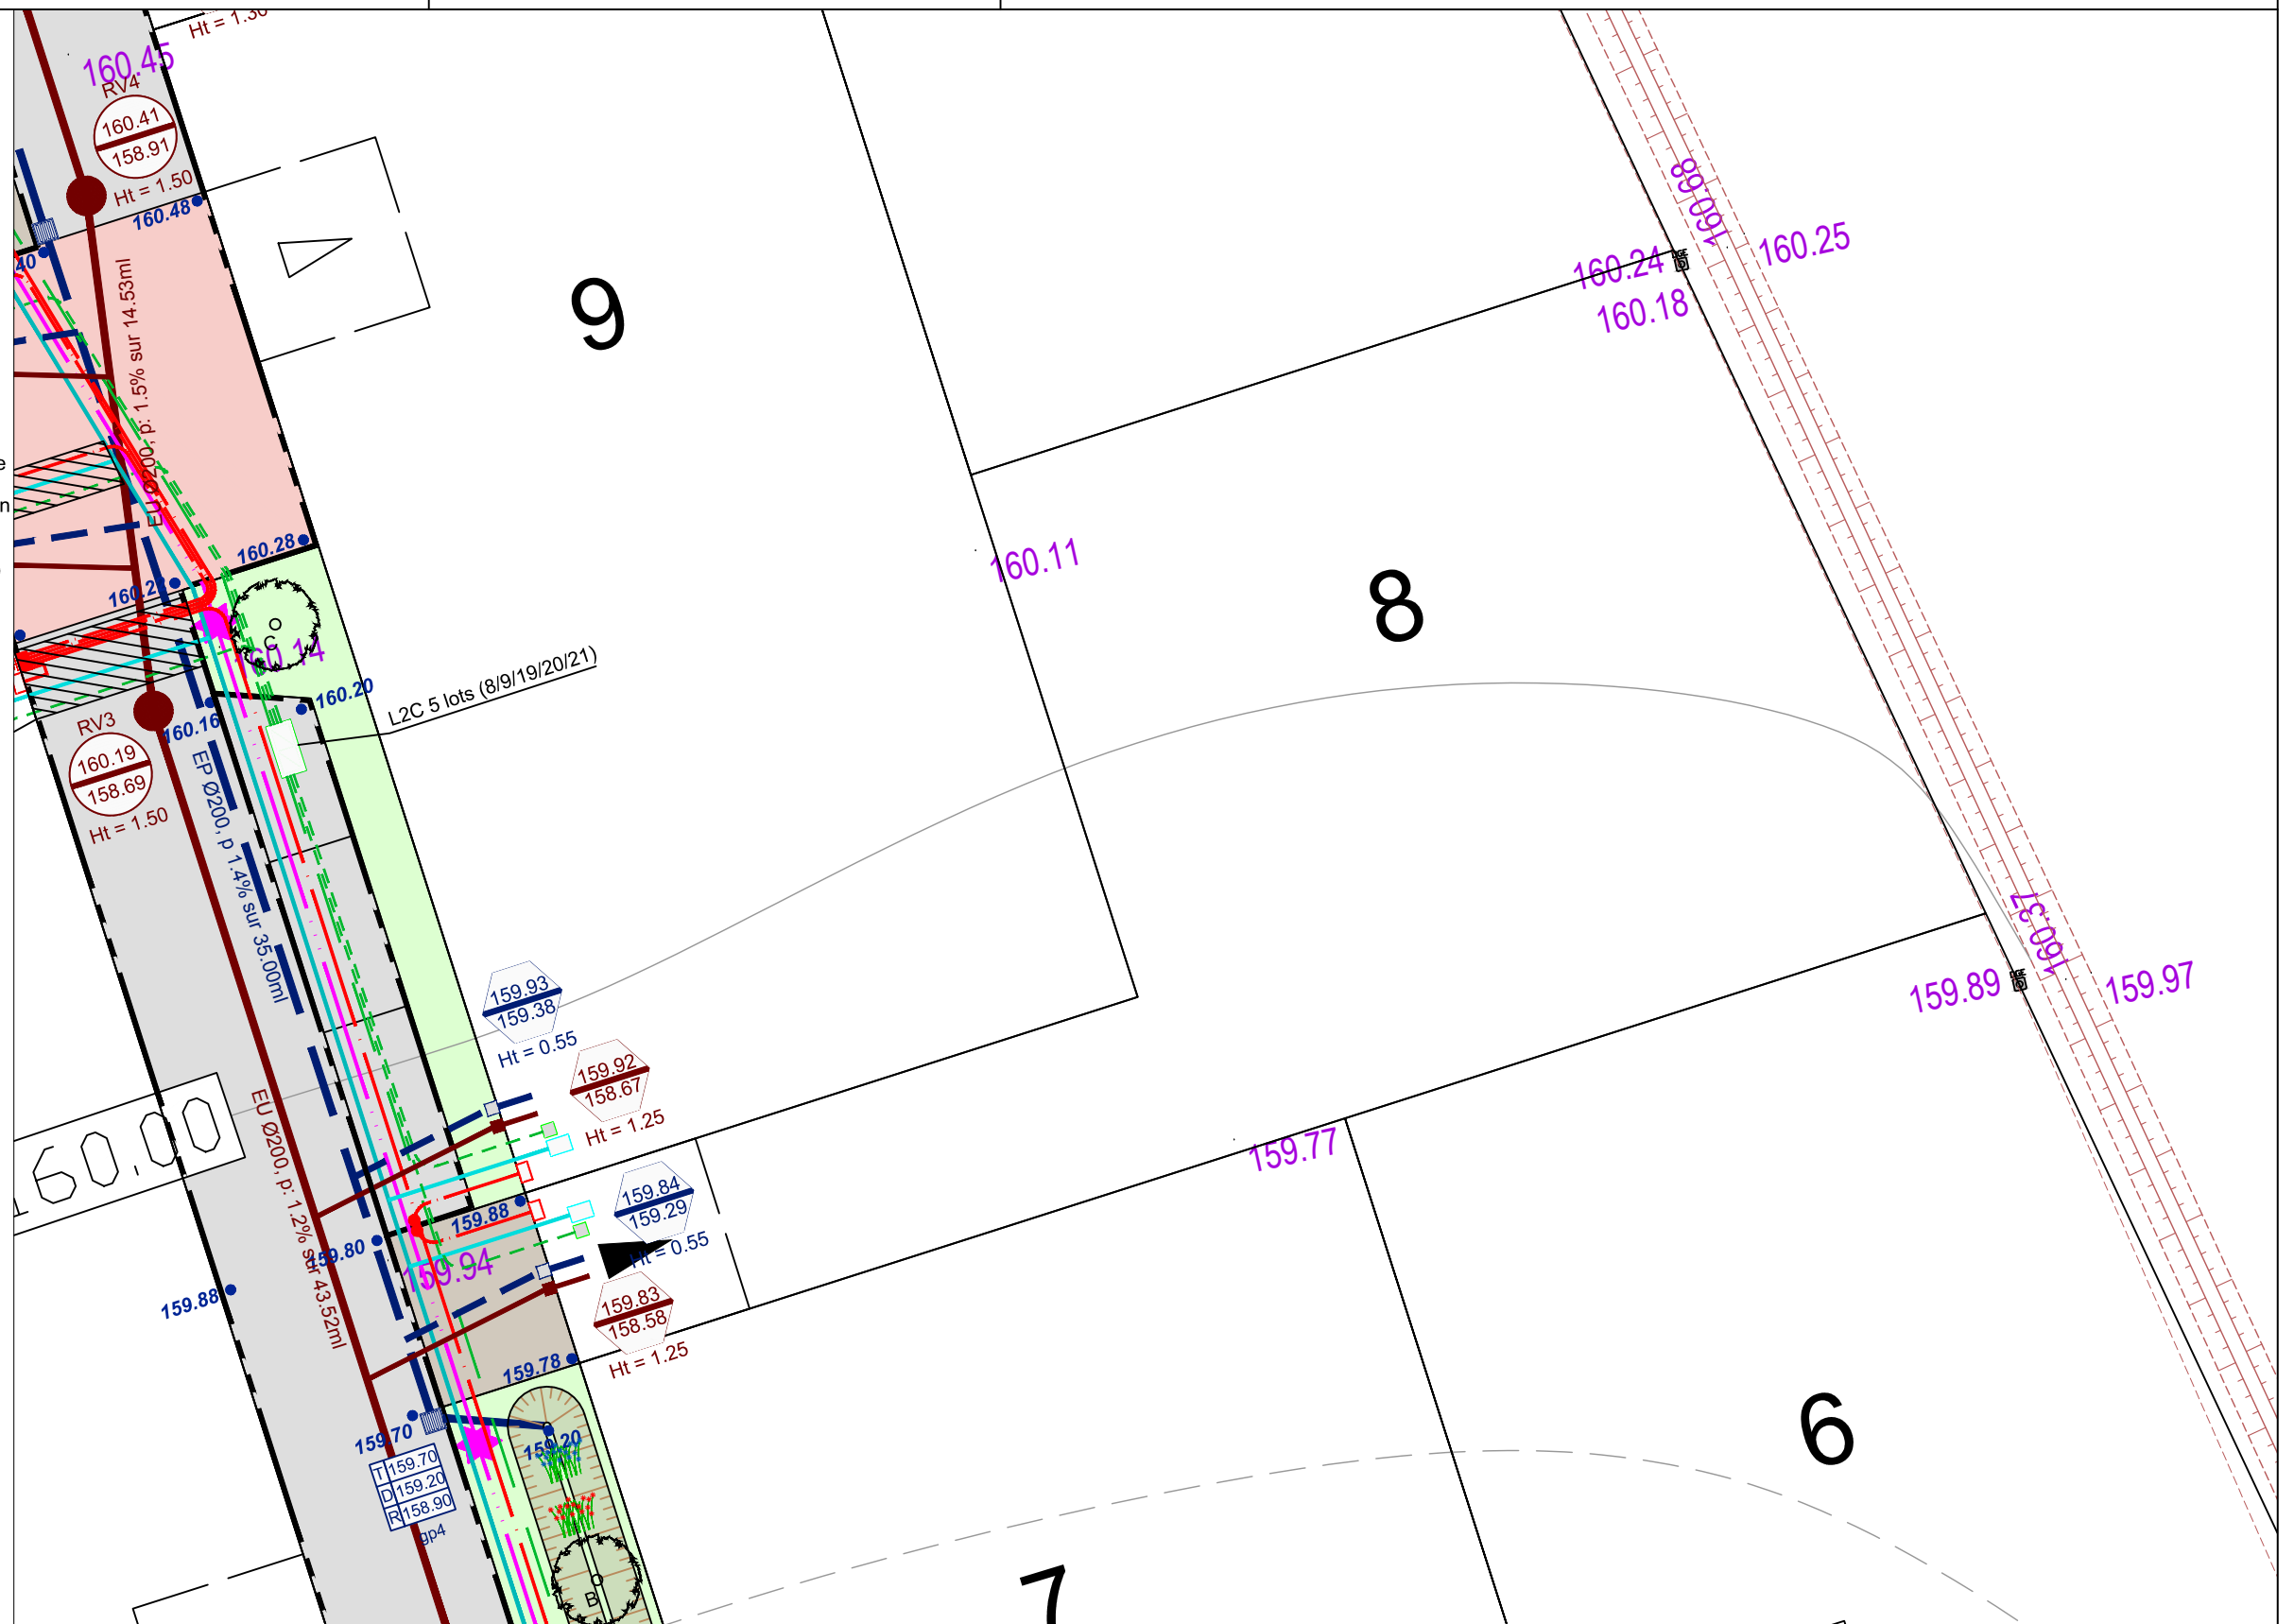 Ht = 1.30
160.45
RV4
160.41
158.91
Ht = 1.50
160.48
40
EU Ø200, p: 1.5% sur 14.53ml
9
160.68
160.24
160.25
160.18
e
n
160.28
160.11
8
C
160.20
L2C 5 lots (8/9/19/20/21)
160.16
RV3
160.19
158.69
Ht = 1.50
EP Ø200, p 1.4% sur 35.00ml
159.93
159.38
Ht = 0.55
160.37
159.89
159.97
159.92
158.67
Ht = 1.25
160.00
EU Ø200, p: 1.2% sur 43.52ml
159.77
159.84
159.29
Ht = 0.55
159.88
159.80
159.94
159.88
159.83
158.58
Ht = 1.25
159.78
159.70
159.20
T 159.70
D 159.20
R 158.90
gp4
6
7
B